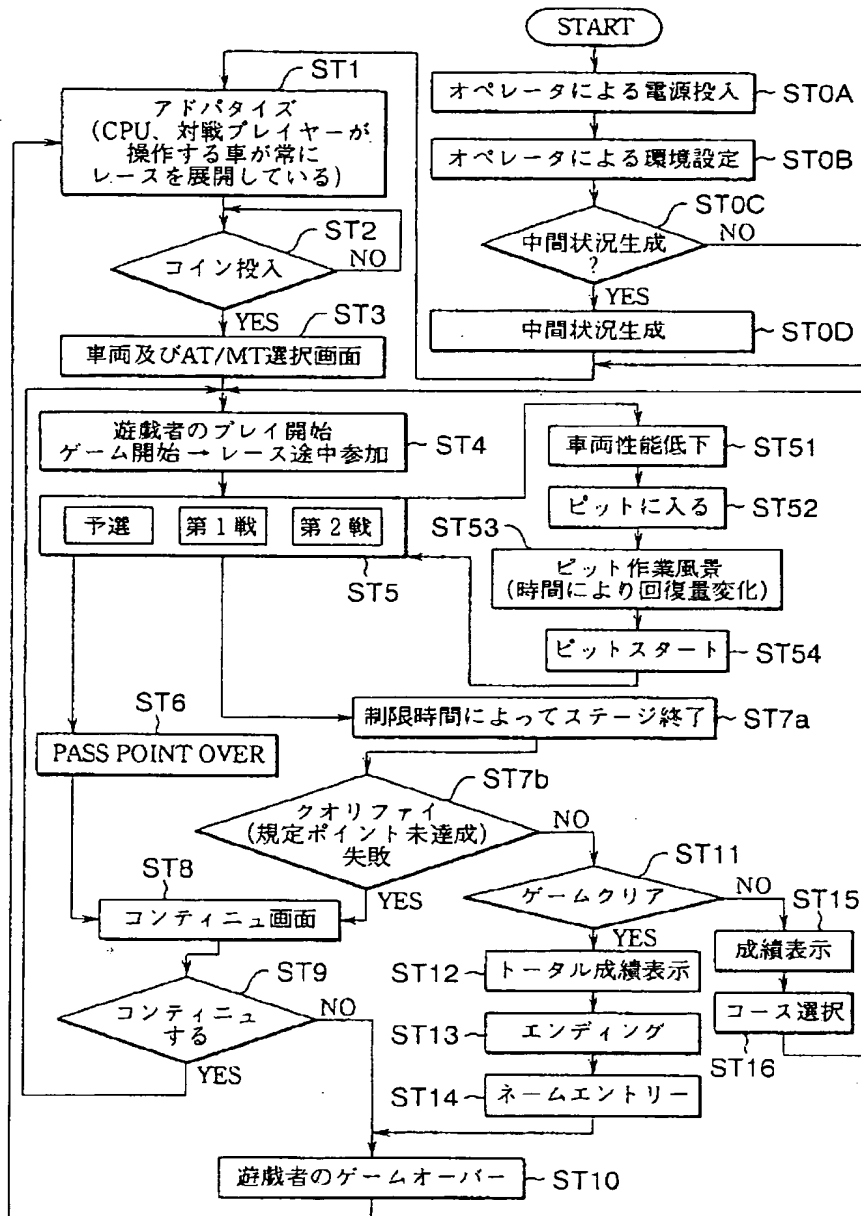 START
オペレータによる電源投入
ST0A
オペレータによる環境設定
ST0B
中間状況生成
?
ST0C
NO
YES
中間状況生成
ST0D
ST1
アドバタイズ
(CPU、対戦プレイヤーが
操作する車が常に
レースを展開している)
ST2
コイン投入
NO
YES
ST3
車両及びAT/MT選択画面
遊戯者のプレイ開始
ゲーム開始→レース途中参加
ST4
予選
第1戦
第2戦
ST5
車両性能低下
ST51
ピットに入る
ST52
ST53
ピット作業風景
(時間により回復量変化)
ピットスタート
ST54
ST6
PASS POINT OVER
制限時間によってステージ終了
ST7a
ST7b
クオリファイ
(規定ポイント未達成)
失敗
NO
YES
ST8
コンティニュ画面
ST9
コンティニュ
する
NO
YES
ST11
ゲームクリア
NO
YES
ST12
トータル成績表示
ST13
エンディング
ST14
ネームエントリー
ST15
成績表示
コース選択
ST16
遊戯者のゲームオーバー
ST10